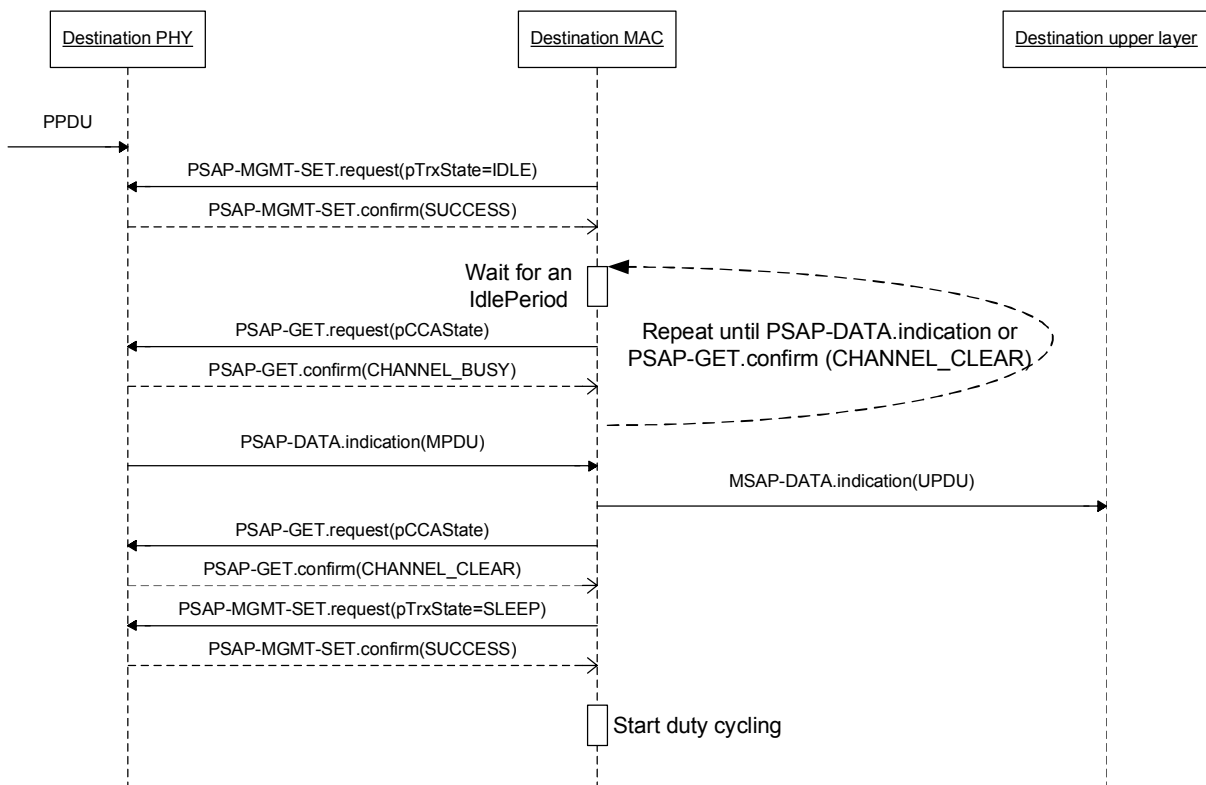 Destination PHY
Destination MAC
Destination upper layer
PPDU
PSAP-MGMT-SET.request(pTrxState=IDLE)
PSAP-MGMT-SET.confirm(SUCCESS)
Wait for an
IdlePeriod
PSAP-GET.request(pCCAState)
Repeat until PSAP-DATA.indication or
PSAP-GET.confirm (CHANNEL_CLEAR)
PSAP-GET.confirm(CHANNEL_BUSY)
PSAP-DATA.indication(MPDU)
MSAP-DATA.indication(UPDU)
PSAP-GET.request(pCCAState)
PSAP-GET.confirm(CHANNEL_CLEAR)
PSAP-MGMT-SET.request(pTrxState=SLEEP)
PSAP-MGMT-SET.confirm(SUCCESS)
Start duty cycling